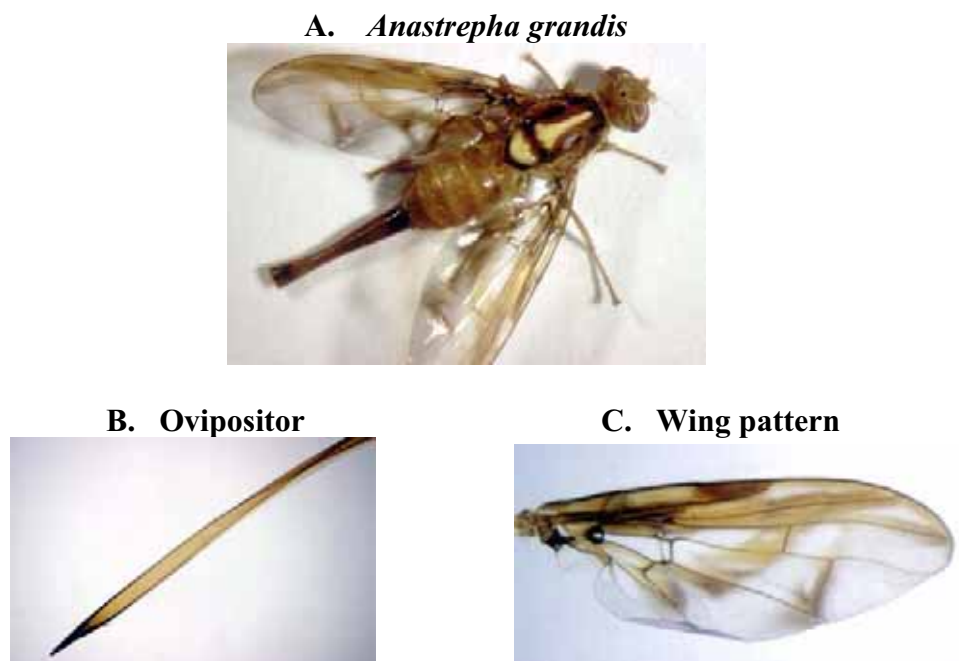 A. Anastrepha grandis
B. Ovipositor
C. Wing pattern